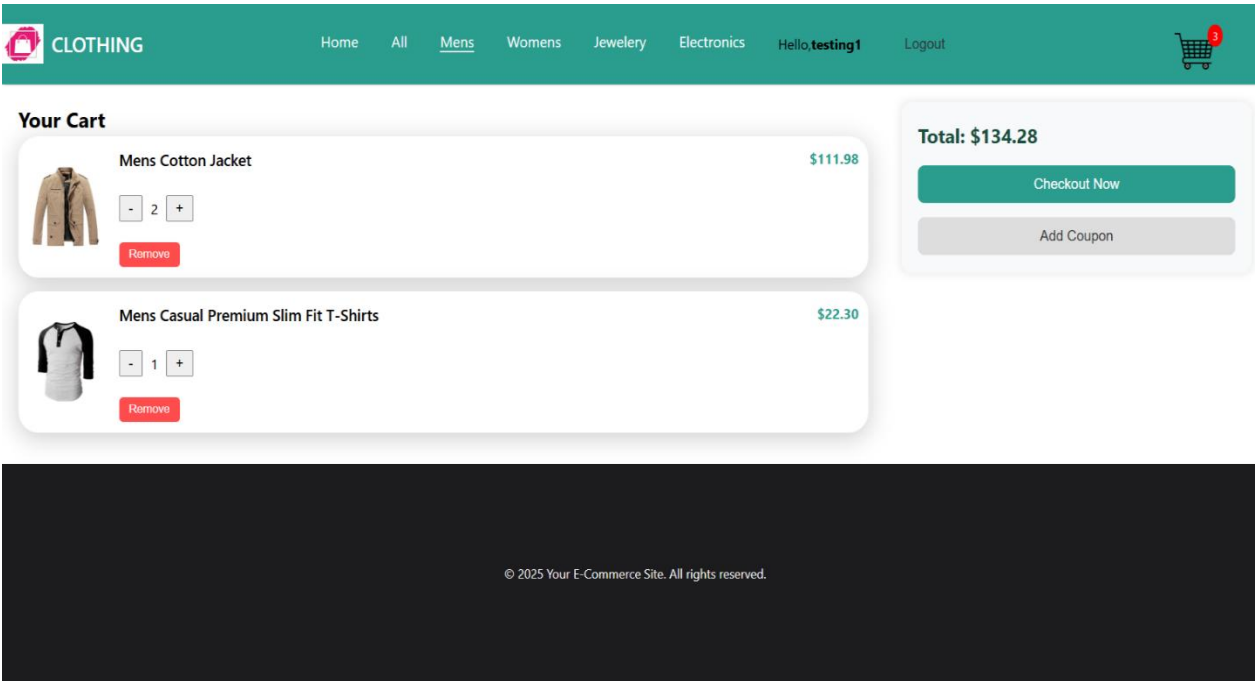 CLOTHING Home All Mens Womens Jewelery Electronics Hello,testing1 Logout 3
Your Cart
Mens Cotton Jacket $111.98
- 2 +
Remove
Mens Casual Premium Slim Fit T-Shirts $22.30
- 1 +
Remove
Total: $134.28
Checkout Now
Add Coupon
© 2025 Your E-Commerce Site. All rights reserved.